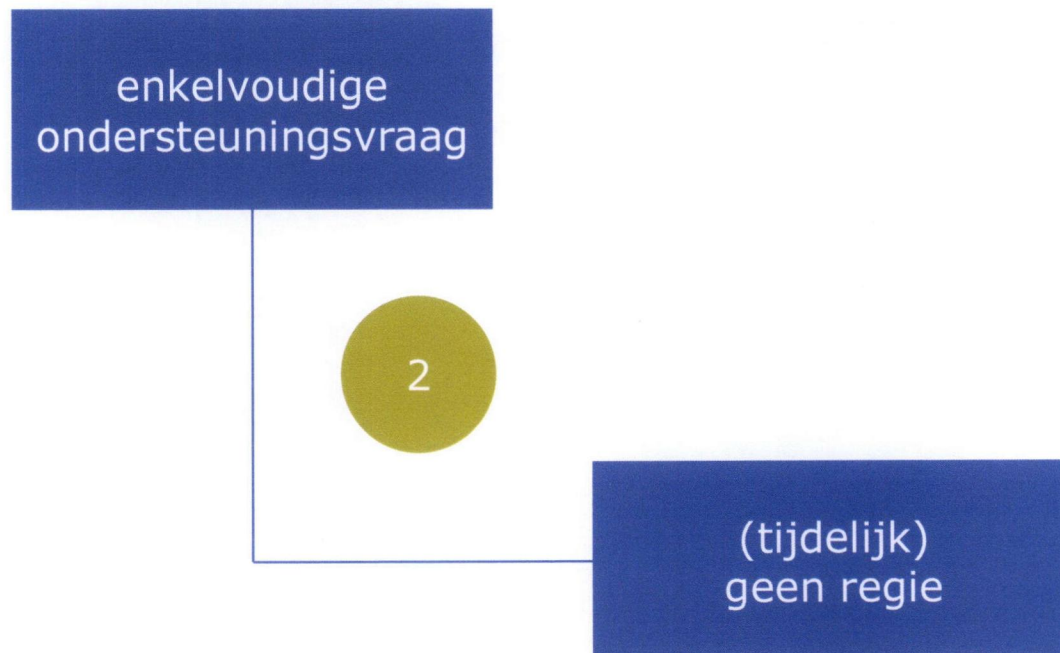 enkelvoudige
ondersteuningsvraag
2
(tijdelijk)
geen regie